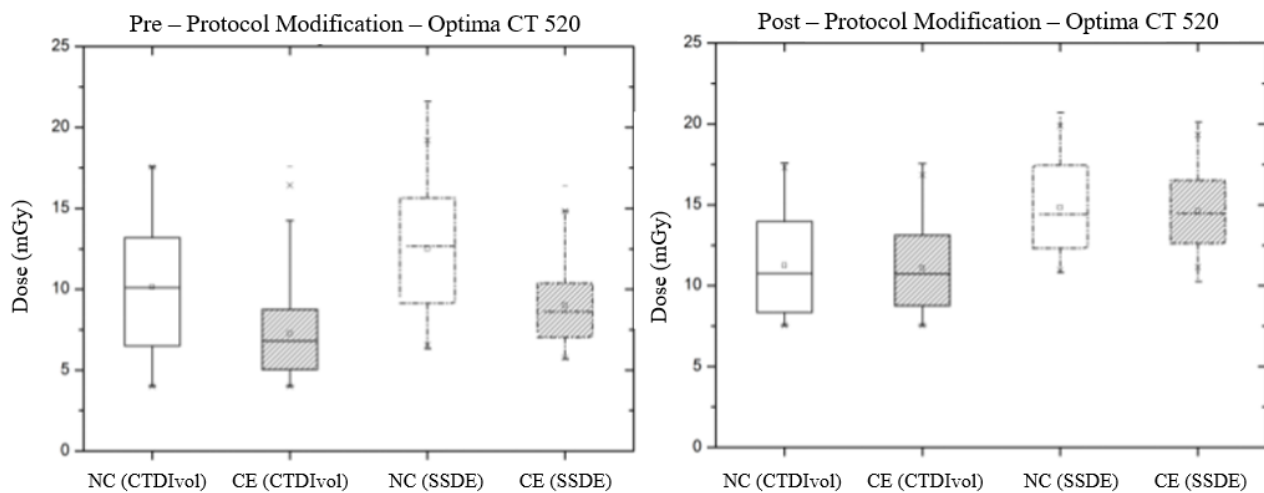 Pre – Protocol Modification – Optima CT 520
25
20
15
10
5
0
Dose (mGy)
NC (CTDIvol) CE (CTDIvol) NC (SSDE) CE (SSDE)
Post – Protocol Modification – Optima CT 520
25
20
15
10
5
0
Dose (mGy)
NC (CTDIvol) CE (CTDIvol) NC (SSDE) CE (SSDE)